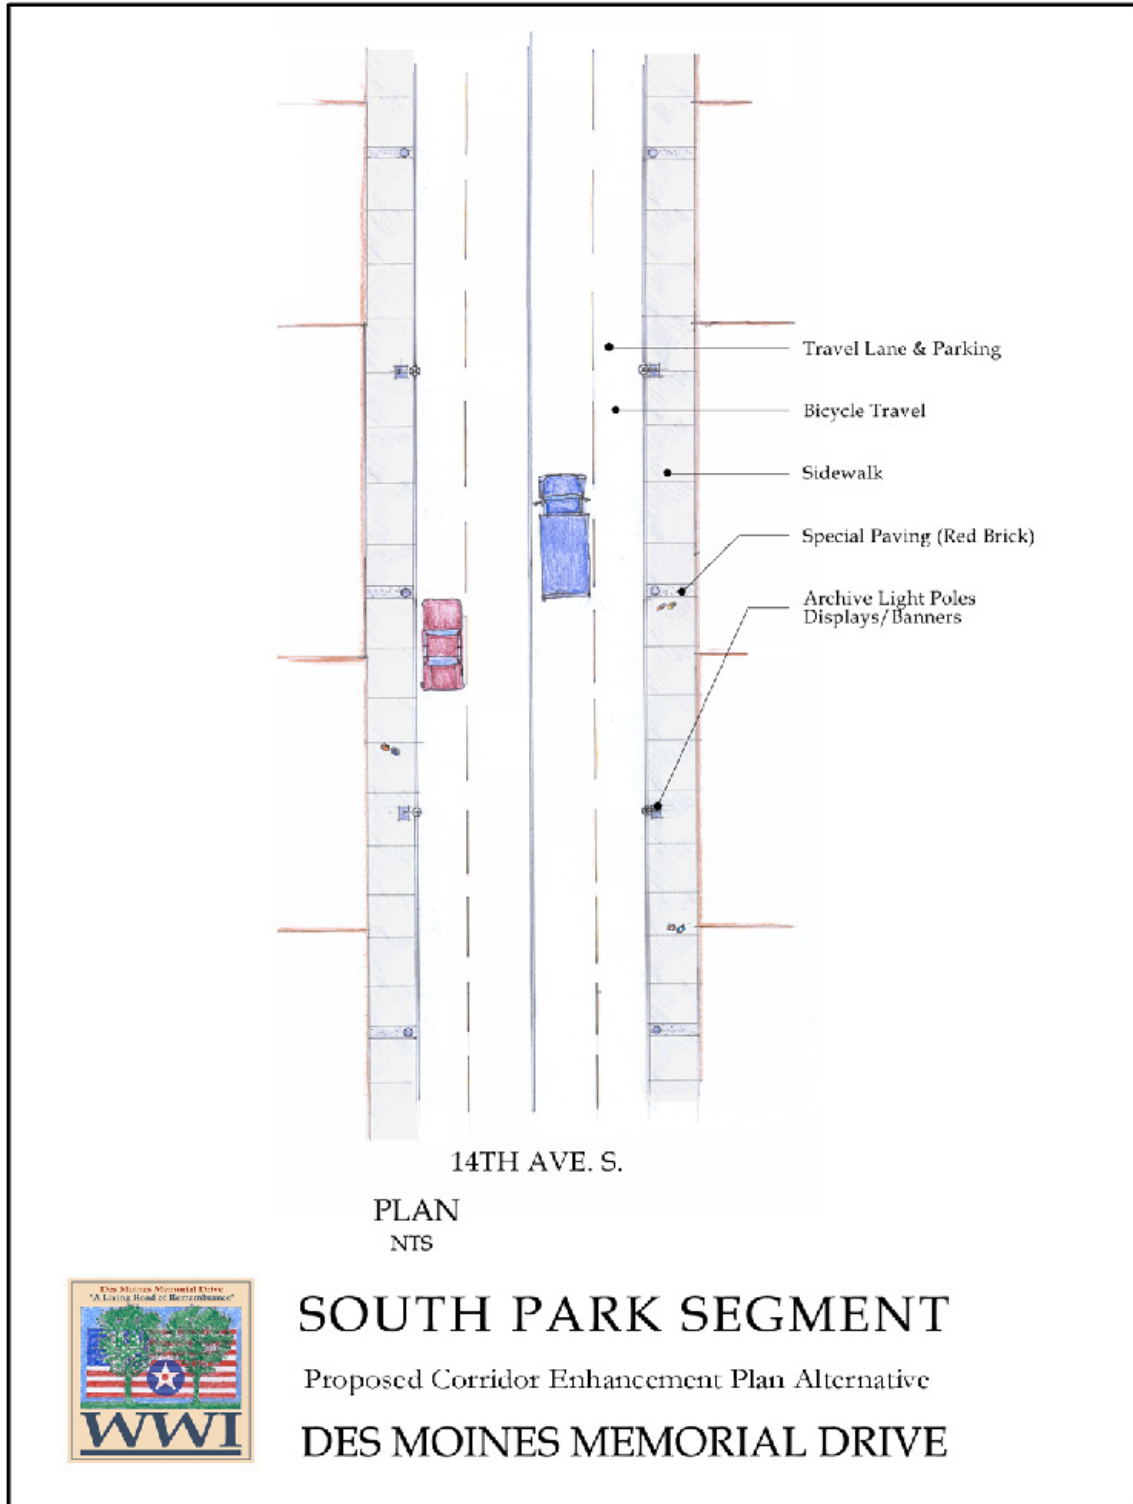 Travel Lane & Parking
Bicycle Travel
Sidewalk
Special Paving (Red Brick)
Archive Light Poles
Displays/Banners
14TH AVE. S.
PLAN
NTS
Des Moines Memorial Drive
"A Living Road of Remembrance"
WWI
SOUTH PARK SEGMENT
Proposed Corridor Enhancement Plan Alternative
DES MOINES MEMORIAL DRIVE